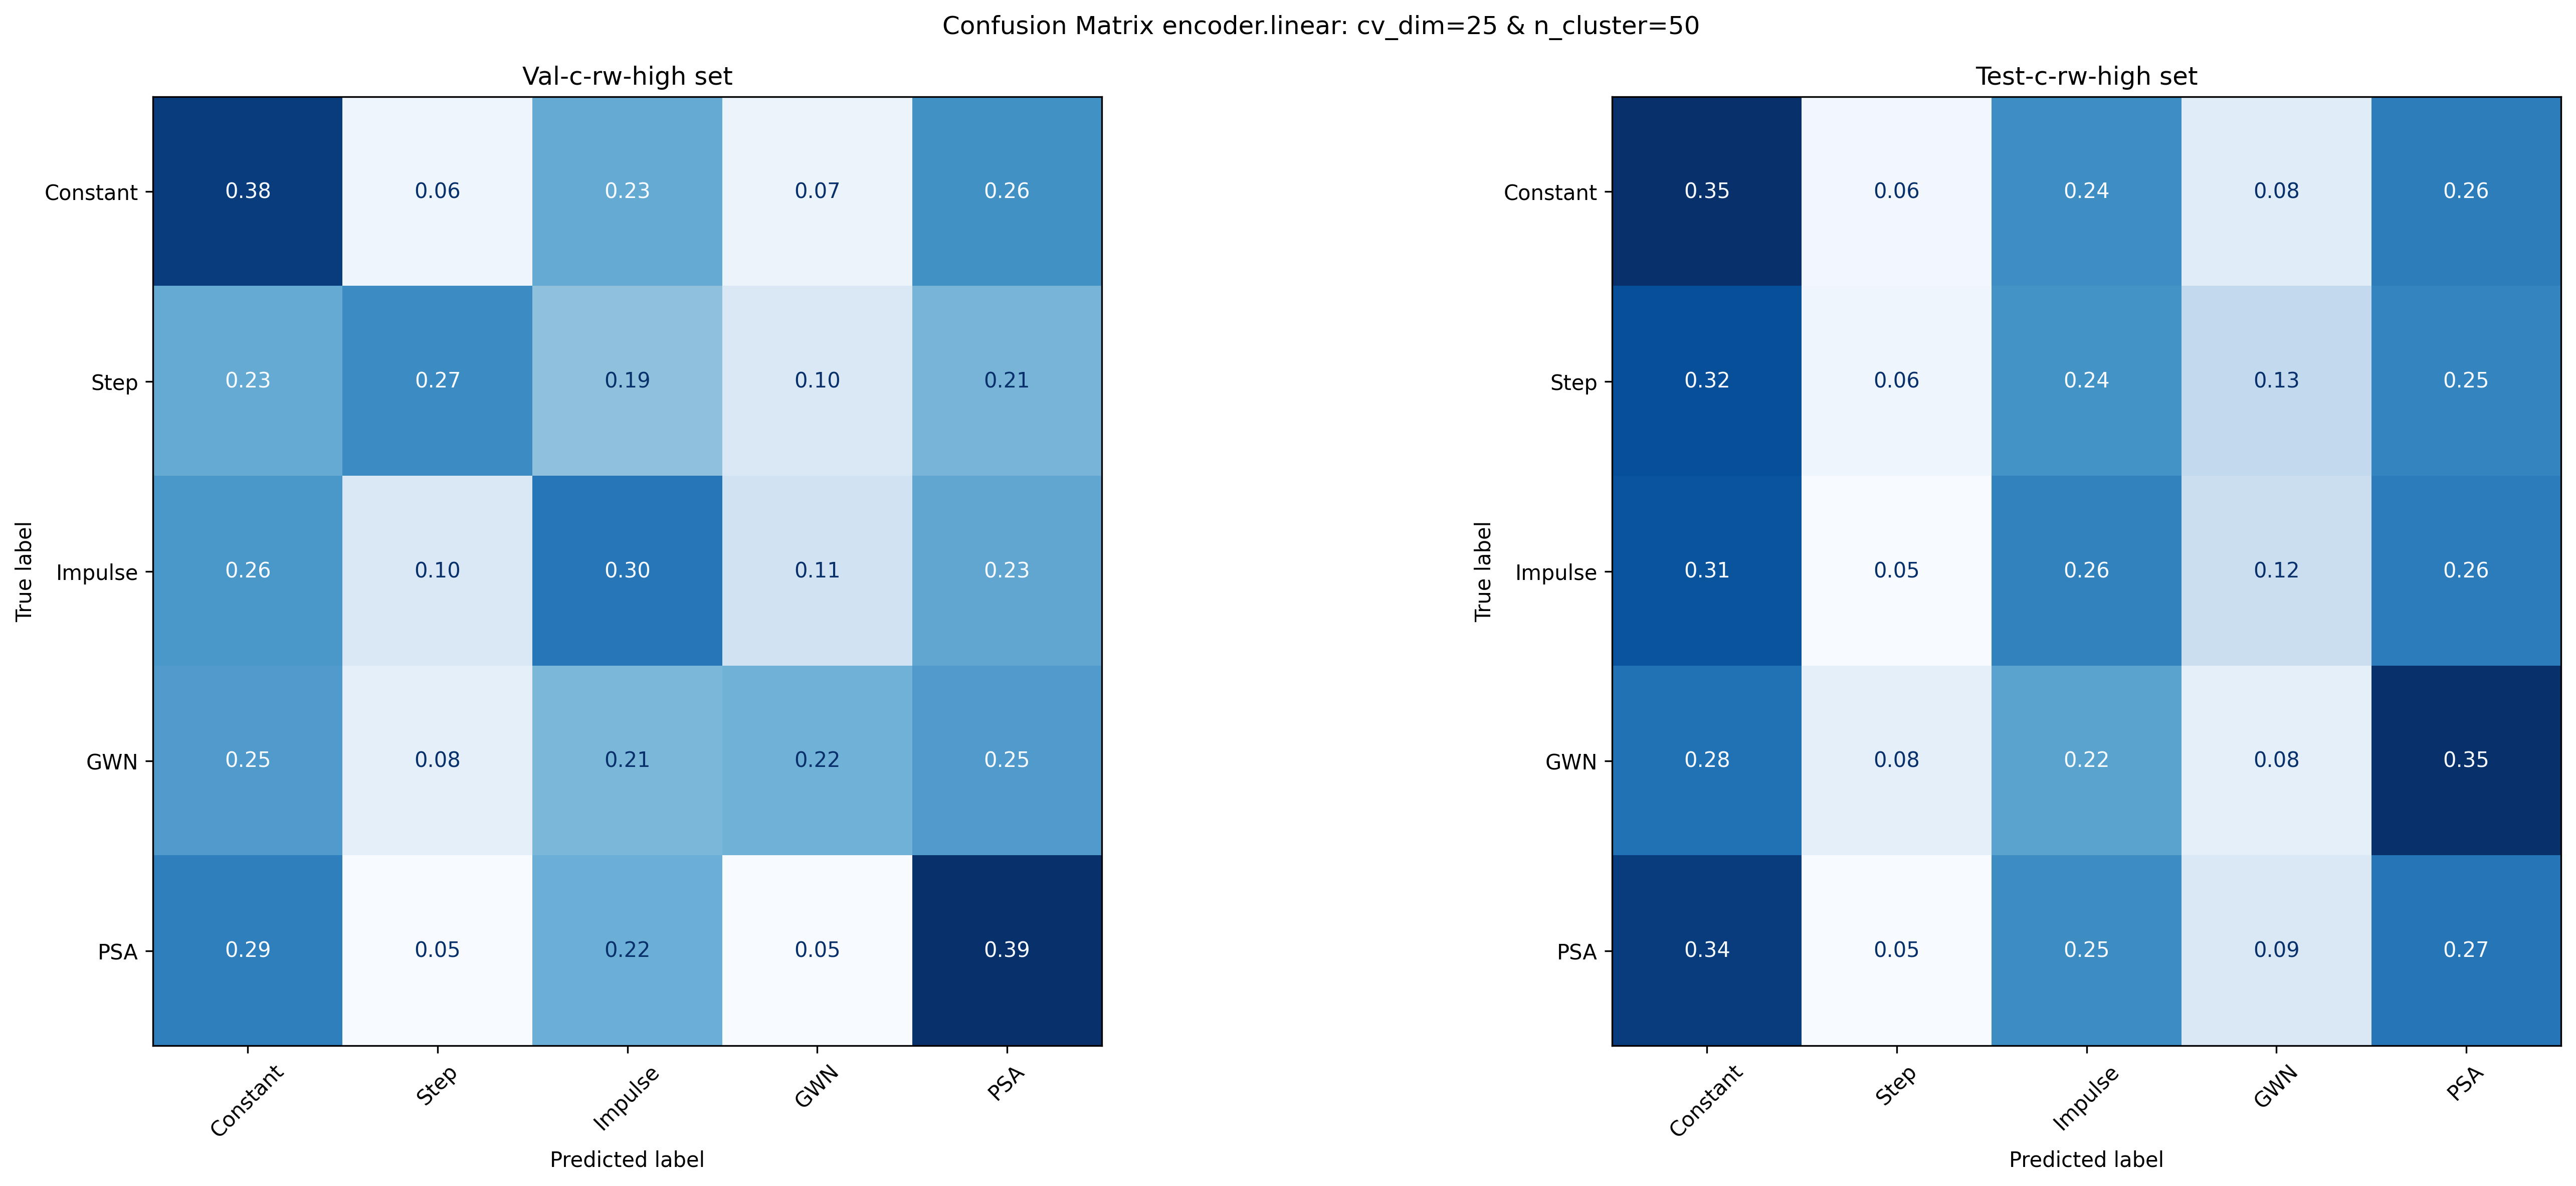 Confusion Matrix encoder.linear: cv_dim=25 & n_cluster=50
Val-c-rw-high set
True label
Constant 0.38 0.06 0.23 0.07 0.26
Step 0.23 0.27 0.19 0.10 0.21
Impulse 0.26 0.10 0.30 0.11 0.23
GWN 0.25 0.08 0.21 0.22 0.25
PSA 0.29 0.05 0.22 0.05 0.39
Constant Step Impulse GWN PSA
Predicted label
Test-c-rw-high set
True label
Constant 0.35 0.06 0.24 0.08 0.26
Step 0.32 0.06 0.24 0.13 0.25
Impulse 0.31 0.05 0.26 0.12 0.26
GWN 0.28 0.08 0.22 0.08 0.35
PSA 0.34 0.05 0.25 0.09 0.27
Constant Step Impulse GWN PSA
Predicted label